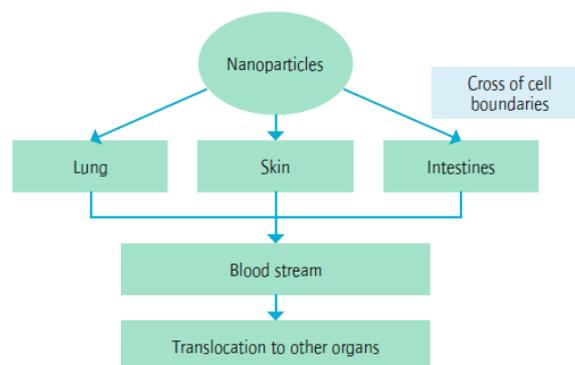 Nanoparticles
Cross of cell
boundaries
Lung
Skin
Intestines
Blood stream
Translocation to other organs